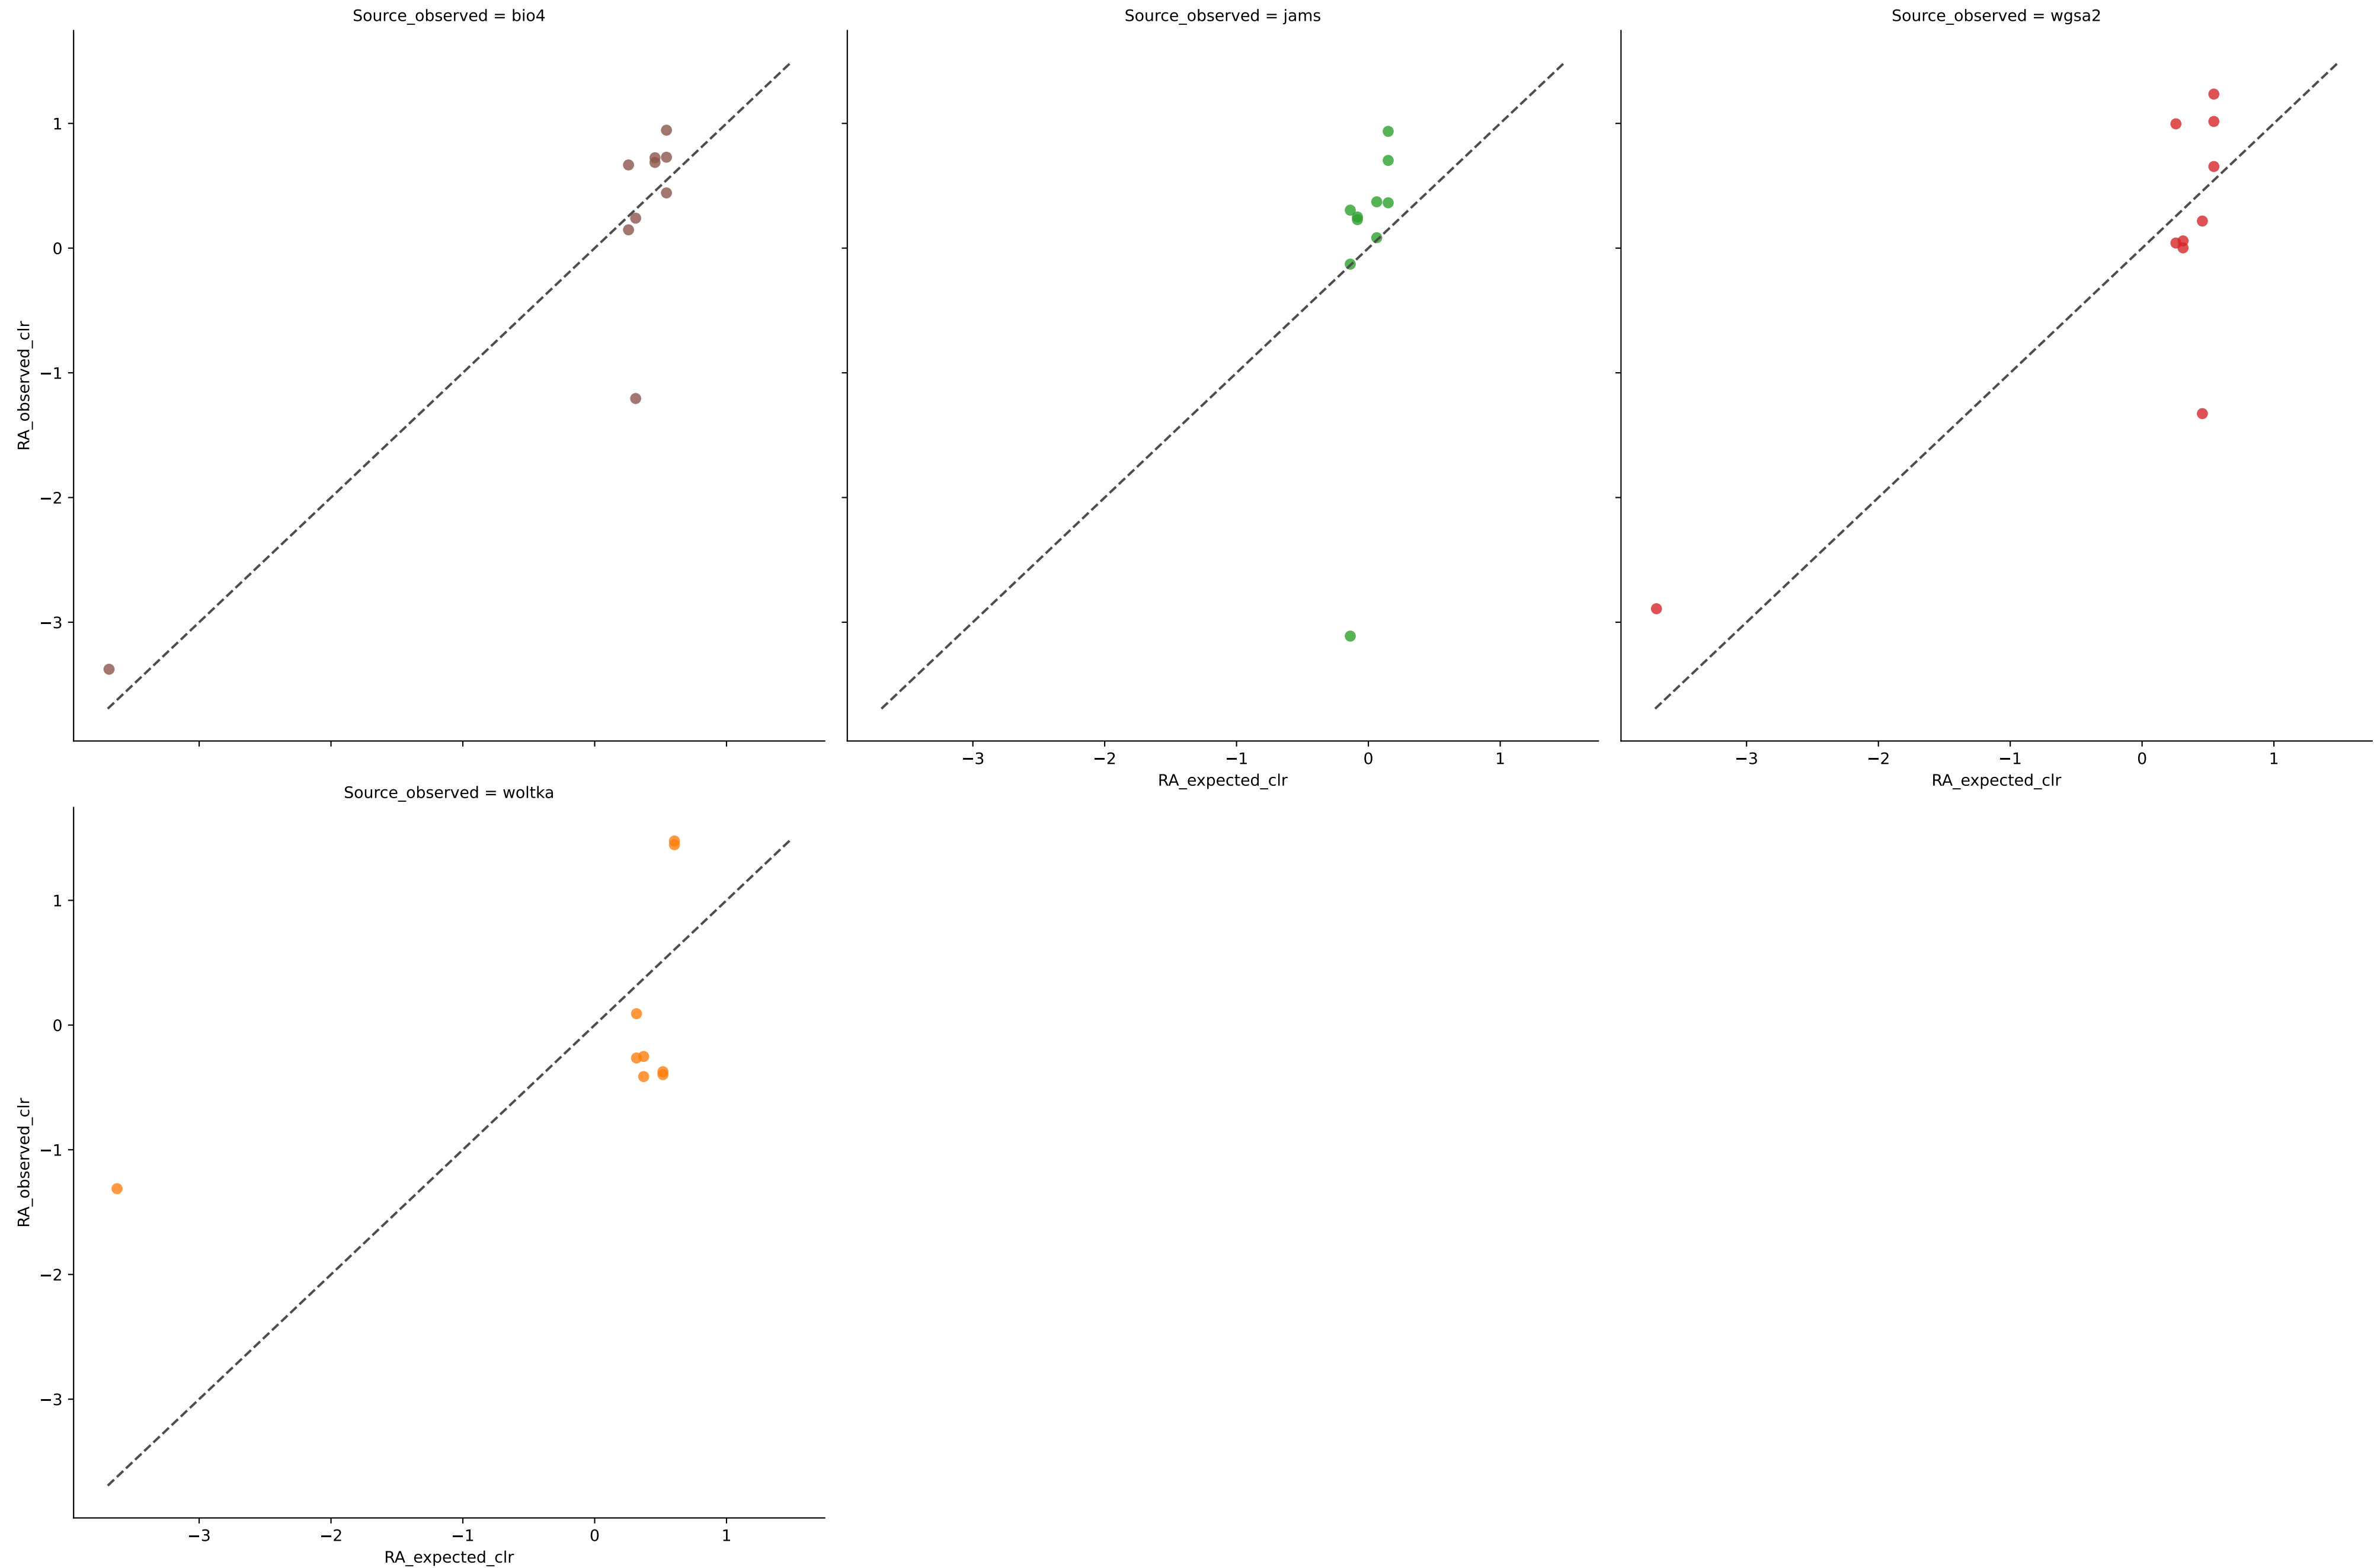 Source_observed = bio4
RA_observed_clr
1
0
−1
−2
−3
Source_observed = jams
−3 −2 −1 0 1
RA_expected_clr
Source_observed = wgsa2
−3 −2 −1 0 1
RA_expected_clr
Source_observed = woltka
RA_observed_clr
1
0
−1
−2
−3
−3 −2 −1 0 1
RA_expected_clr